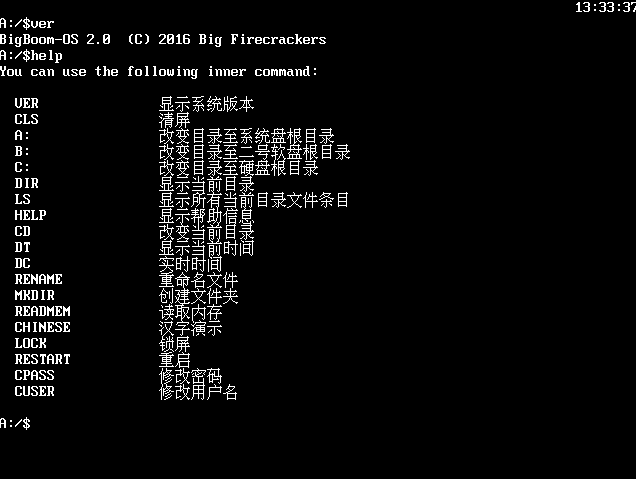 13:33:37
A:/$ver
BigBoom-OS 2.0  (C) 2016 Big Firecrackers
A:/$help
You can use the following inner command:
VER 显示系统版本
CLS 清屏
A: 改变目录至系统盘根目录
B: 改变目录至二号软盘根目录
C: 改变目录至硬盘根目录
DIR 显示当前目录
LS 显示所有当前目录文件条目
HELP 显示帮助信息
CD 改变当前目录
DT 显示当前时间
DC 实时时间
RENAME 重命名文件
MKDIR 创建文件夹
READMEM 读取内存
CHINESE 汉字演示
LOCK 锁屏
RESTART 重启
CPASS 修改密码
CUSER 修改用户名
A:/$